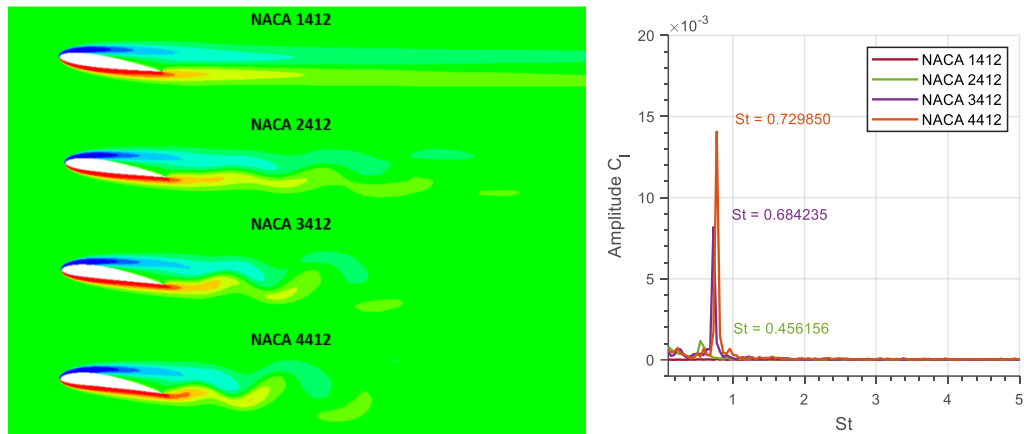 NACA 1412
NACA 2412
NACA 3412
NACA 4412
×10⁻³
20
15
10
5
0
Amplitude C_l
NACA 1412
NACA 2412
NACA 3412
NACA 4412
St = 0.729850
St = 0.684235
St = 0.456156
1
2
3
4
5
St